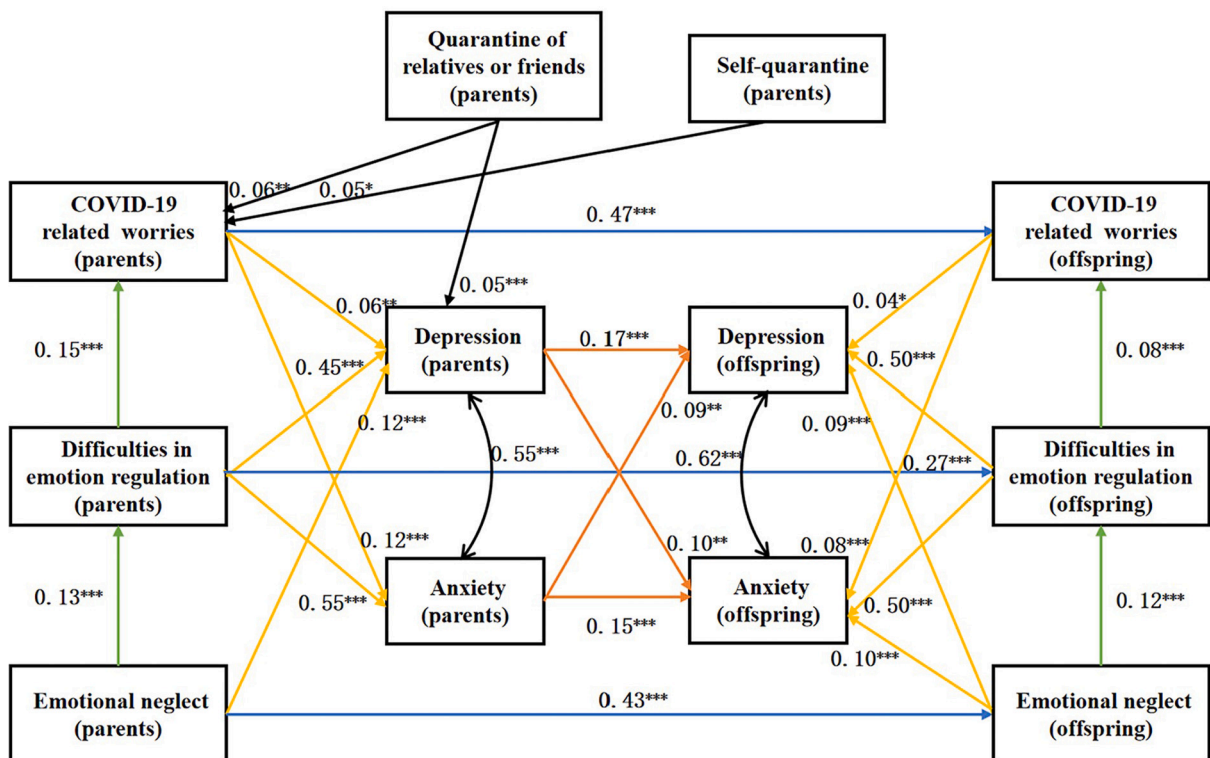 Quarantine of
relatives or friends
(parents)
Self-quarantine
(parents)
0.06**
0.05*
COVID-19
related worries
(parents)
0.47***
COVID-19
related worries
(offspring)
0.05***
0.06**
0.04*
0.15***
0.45***
Depression
(parents)
0.17***
Depression
(offspring)
0.50***
0.08***
0.12***
0.09**
0.09***
Difficulties in
emotion regulation
(parents)
0.55***
0.62***
0.27***
Difficulties in
emotion regulation
(offspring)
0.12***
0.10**
0.08***
0.13***
0.55***
Anxiety
(parents)
0.15***
Anxiety
(offspring)
0.50***
0.12***
0.10***
Emotional neglect
(parents)
0.43***
Emotional neglect
(offspring)